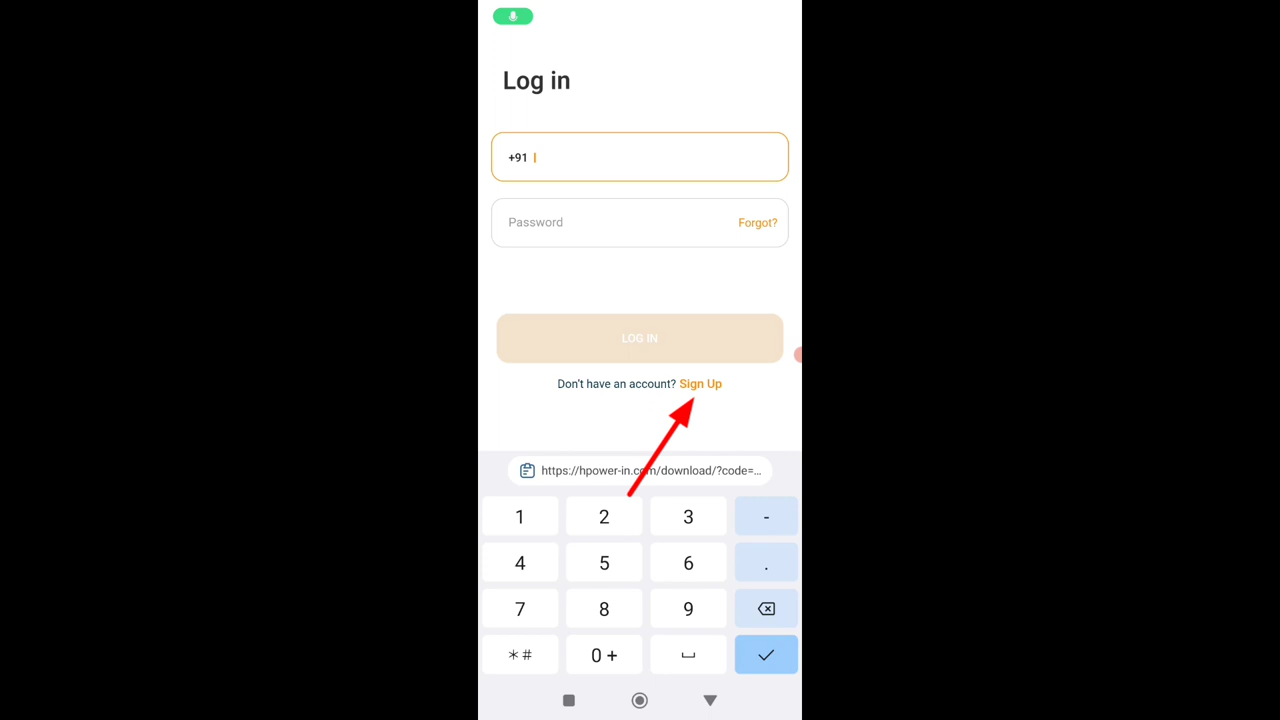 Log in
+91
Password
Forgot?
LOG IN
Don't have an account? Sign Up
https://hpower-in.com/download/?code=...
1 2 3 -
4 5 6 .
7 8 9
*# 0 +